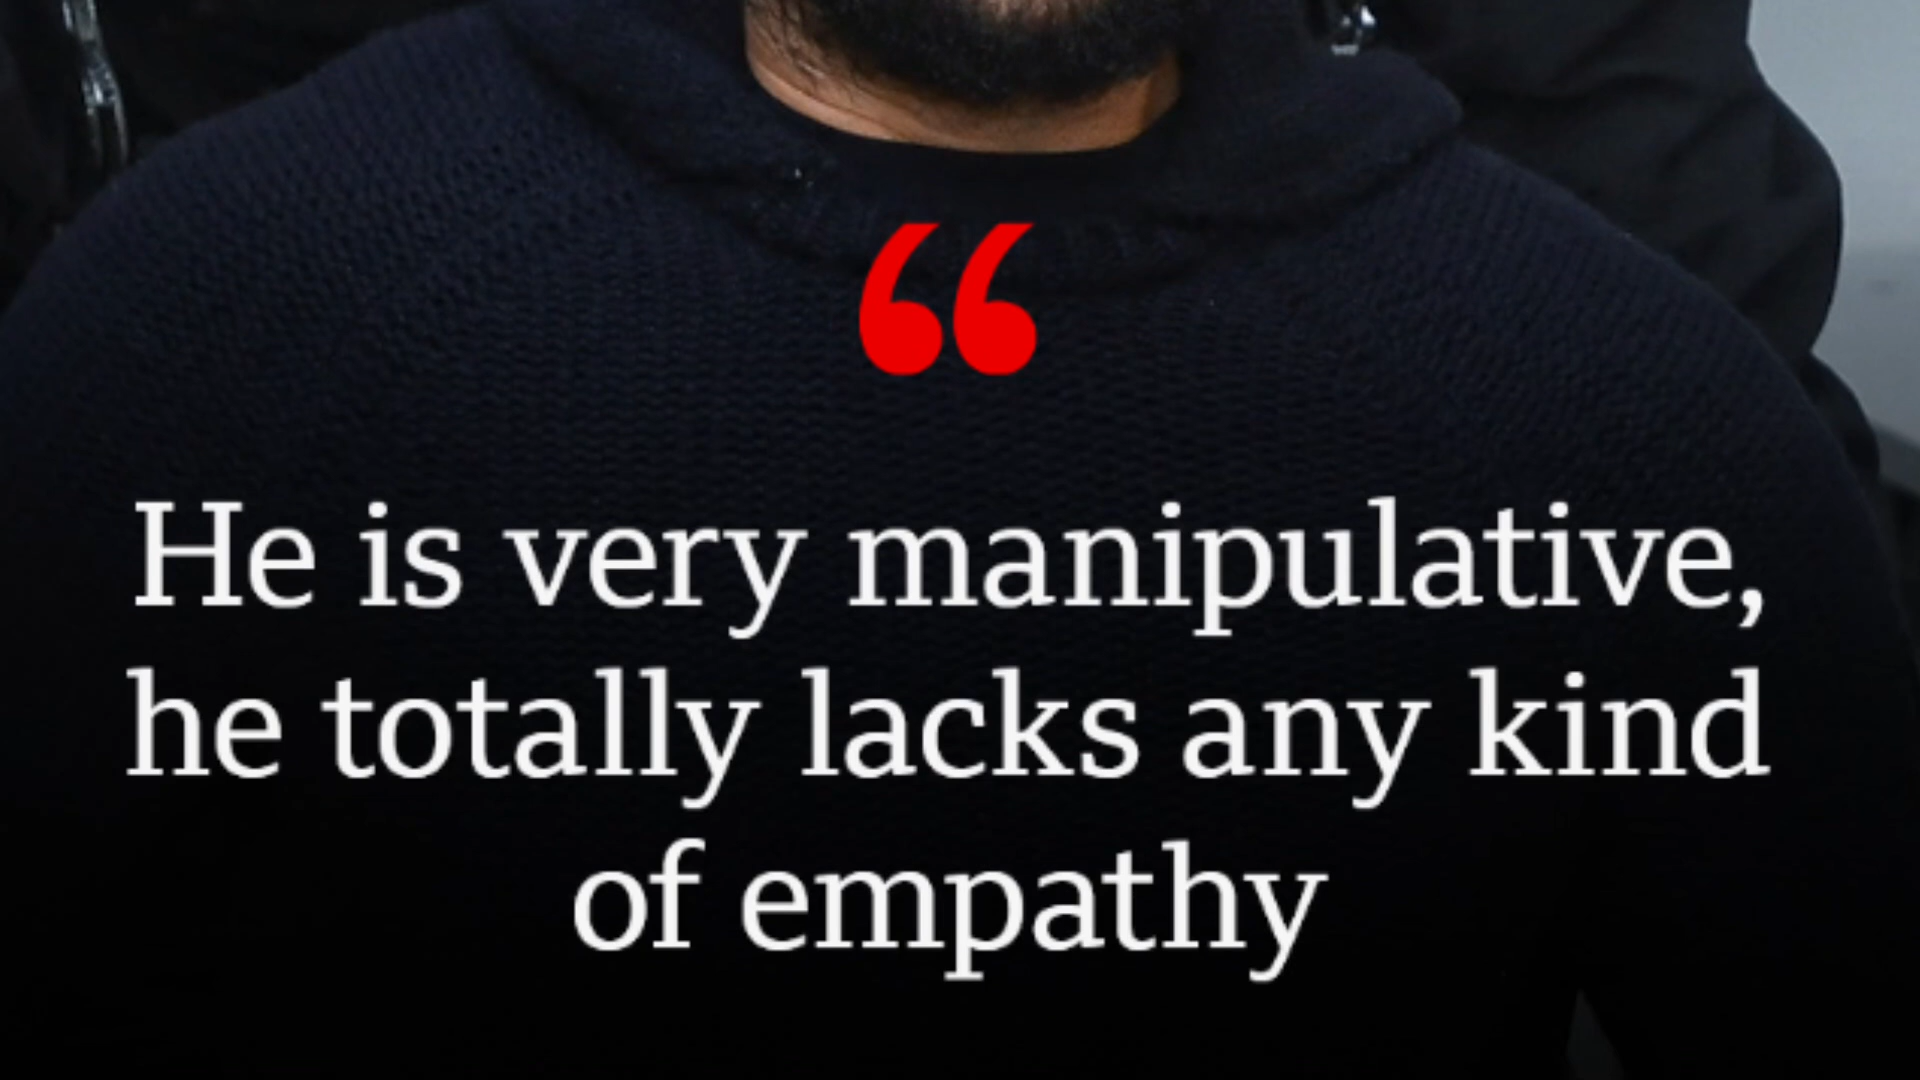 “
He is very manipulative,
he totally lacks any kind
of empathy